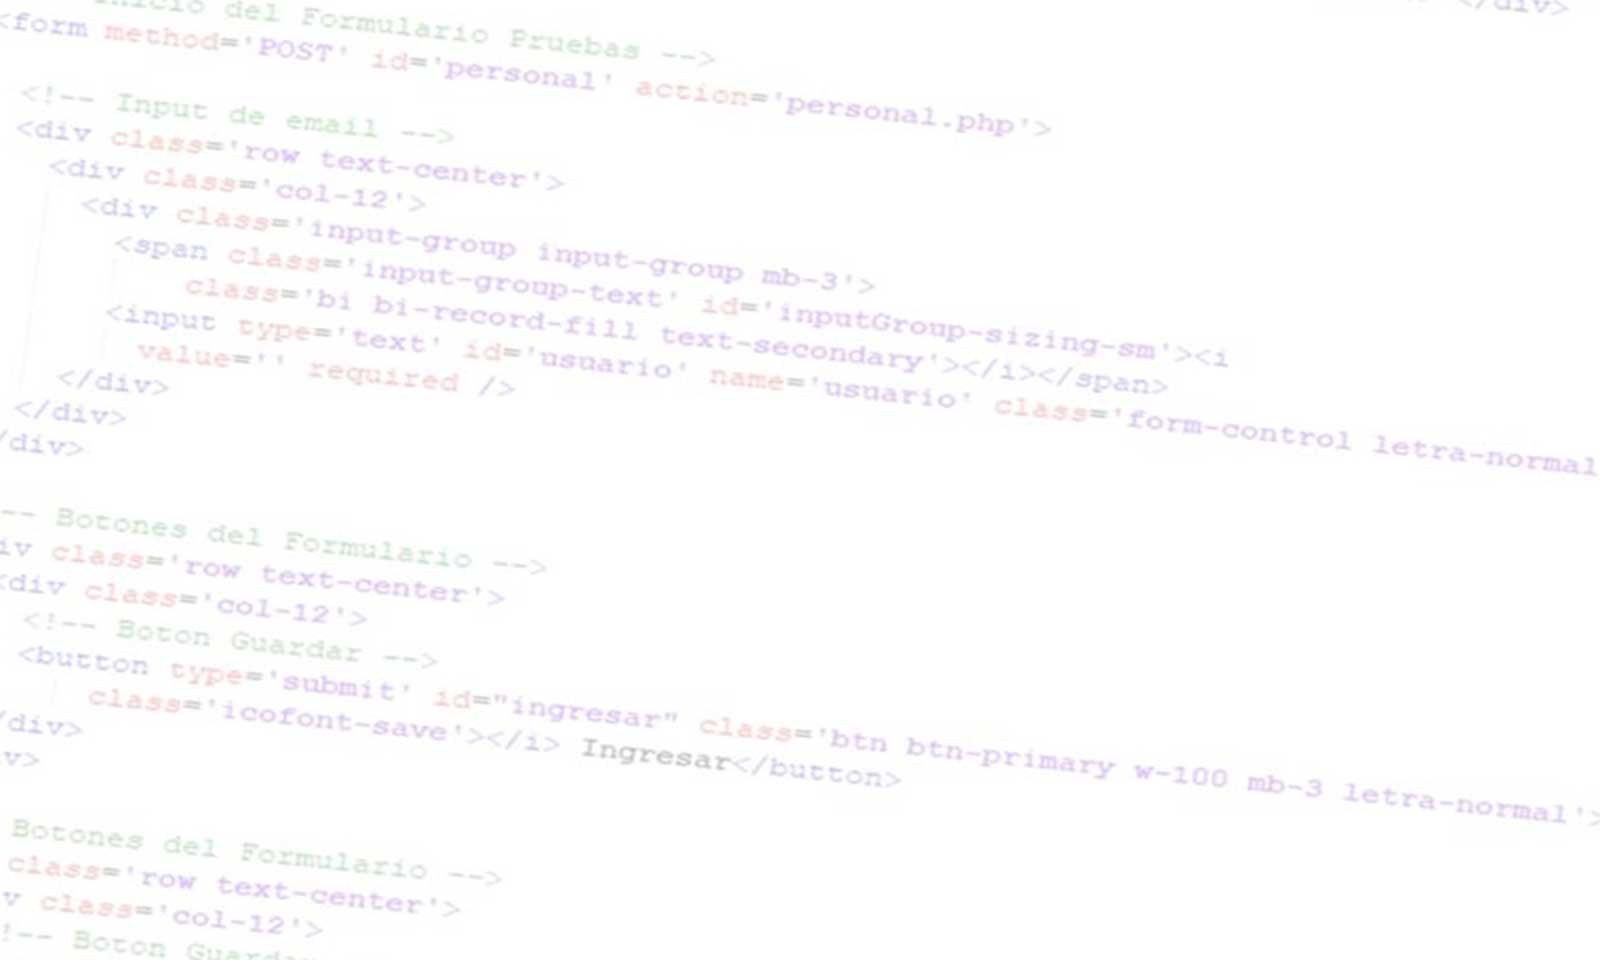 </div>
Inicio del Formulario Pruebas -->
<form method='POST' id='personal' action='personal.php'>
<!-- Input de email -->
<div class='row text-center'>
<div class='col-12'>
<div class='input-group input-group mb-3'>
<span class='input-group-text' id='inputGroup-sizing-sm'><i
class='bi bi-record-fill text-secondary'></i></span>
<input type='text' id='usuario' name='usuario' class='form-control letra-normal
value='' required />
</div>
</div>
/div>
-- Botones del Formulario -->
iv class='row text-center'>
<div class='col-12'>
<!-- Boton Guardar -->
<button type='submit' id="ingresar" class='btn btn-primary w-100 mb-3 letra-normal'>
class='icofont-save'></i> Ingresar</button>
/div>
v>
Botones del Formulario -->
class='row text-center'>
v class='col-12'>
!-- Boton Guardar